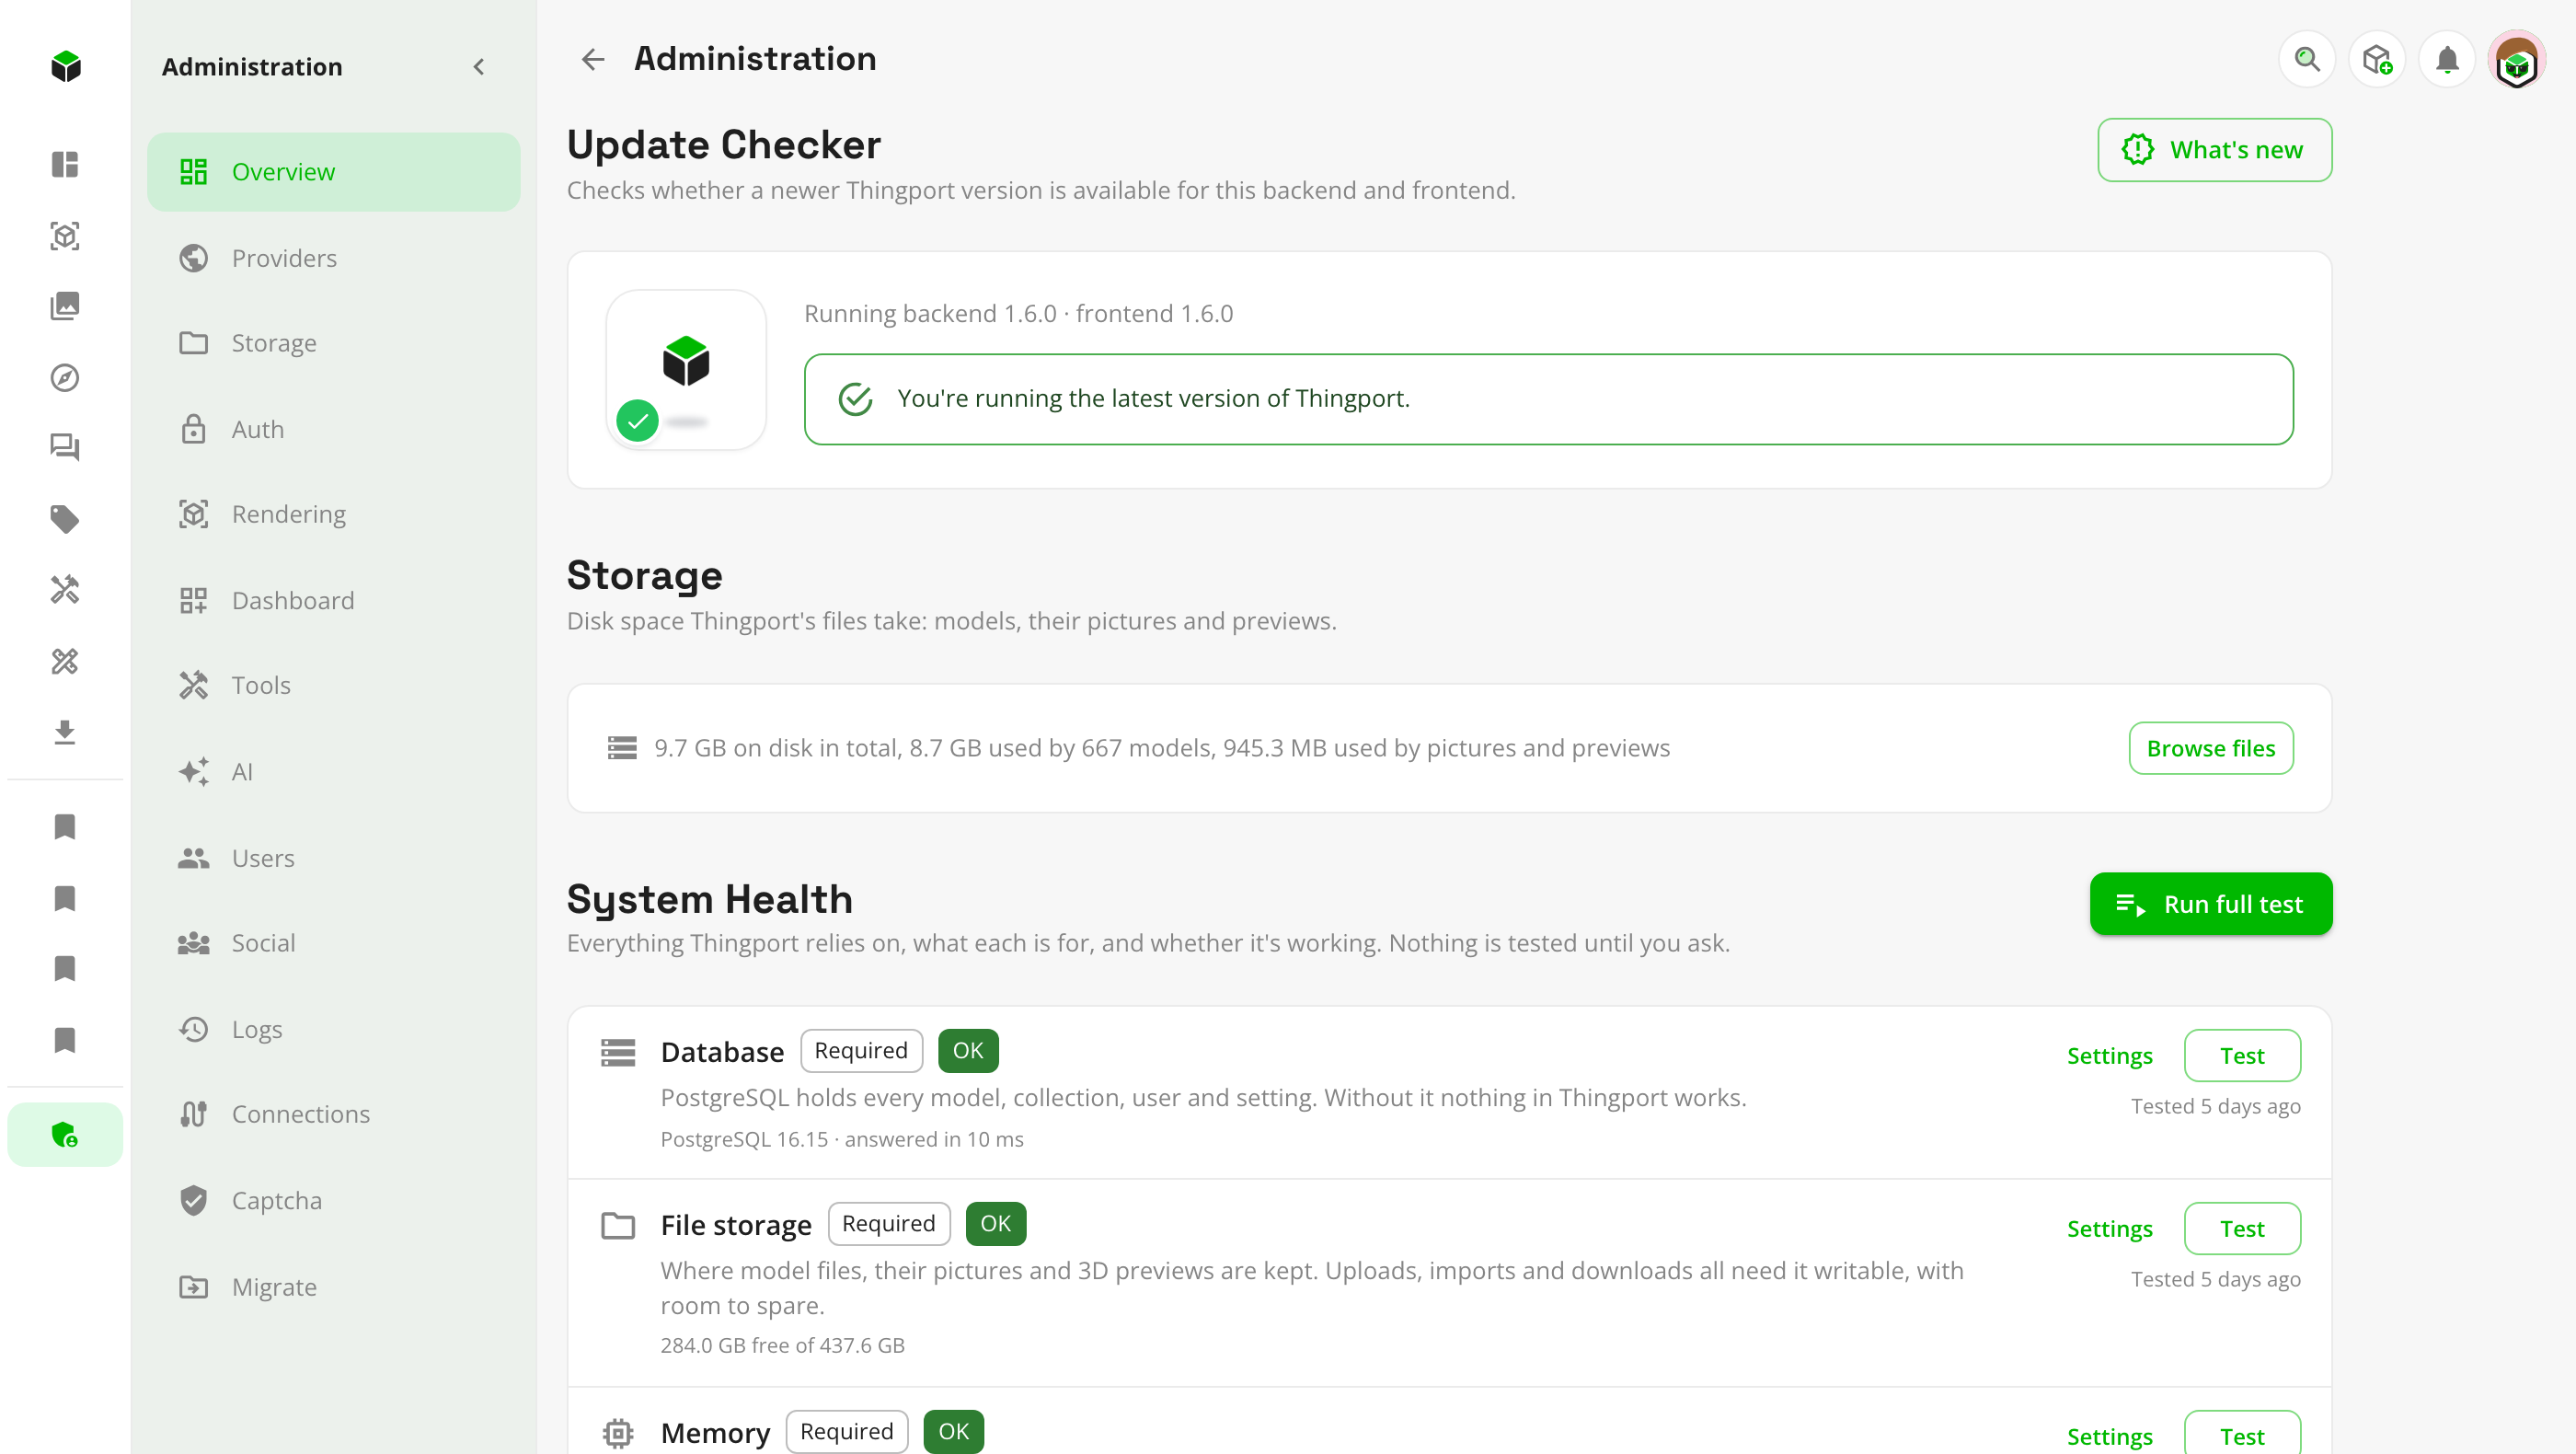 Administration
Overview
Providers
Storage
Auth
Rendering
Dashboard
Tools
AI
Users
Social
Logs
Connections
Captcha
Migrate
Administration
Update Checker
Checks whether a newer Thingport version is available for this backend and frontend.
What's new
Running backend 1.6.0 · frontend 1.6.0
You're running the latest version of Thingport.
Storage
Disk space Thingport's files take: models, their pictures and previews.
9.7 GB on disk in total, 8.7 GB used by 667 models, 945.3 MB used by pictures and previews
Browse files
System Health
Everything Thingport relies on, what each is for, and whether it's working. Nothing is tested until you ask.
Run full test
Database Required OK
Settings Test
PostgreSQL holds every model, collection, user and setting. Without it nothing in Thingport works.
Tested 5 days ago
PostgreSQL 16.15 · answered in 10 ms
File storage Required OK
Settings Test
Where model files, their pictures and 3D previews are kept. Uploads, imports and downloads all need it writable, with
room to spare.
Tested 5 days ago
284.0 GB free of 437.6 GB
Memory Required OK
Settings Test